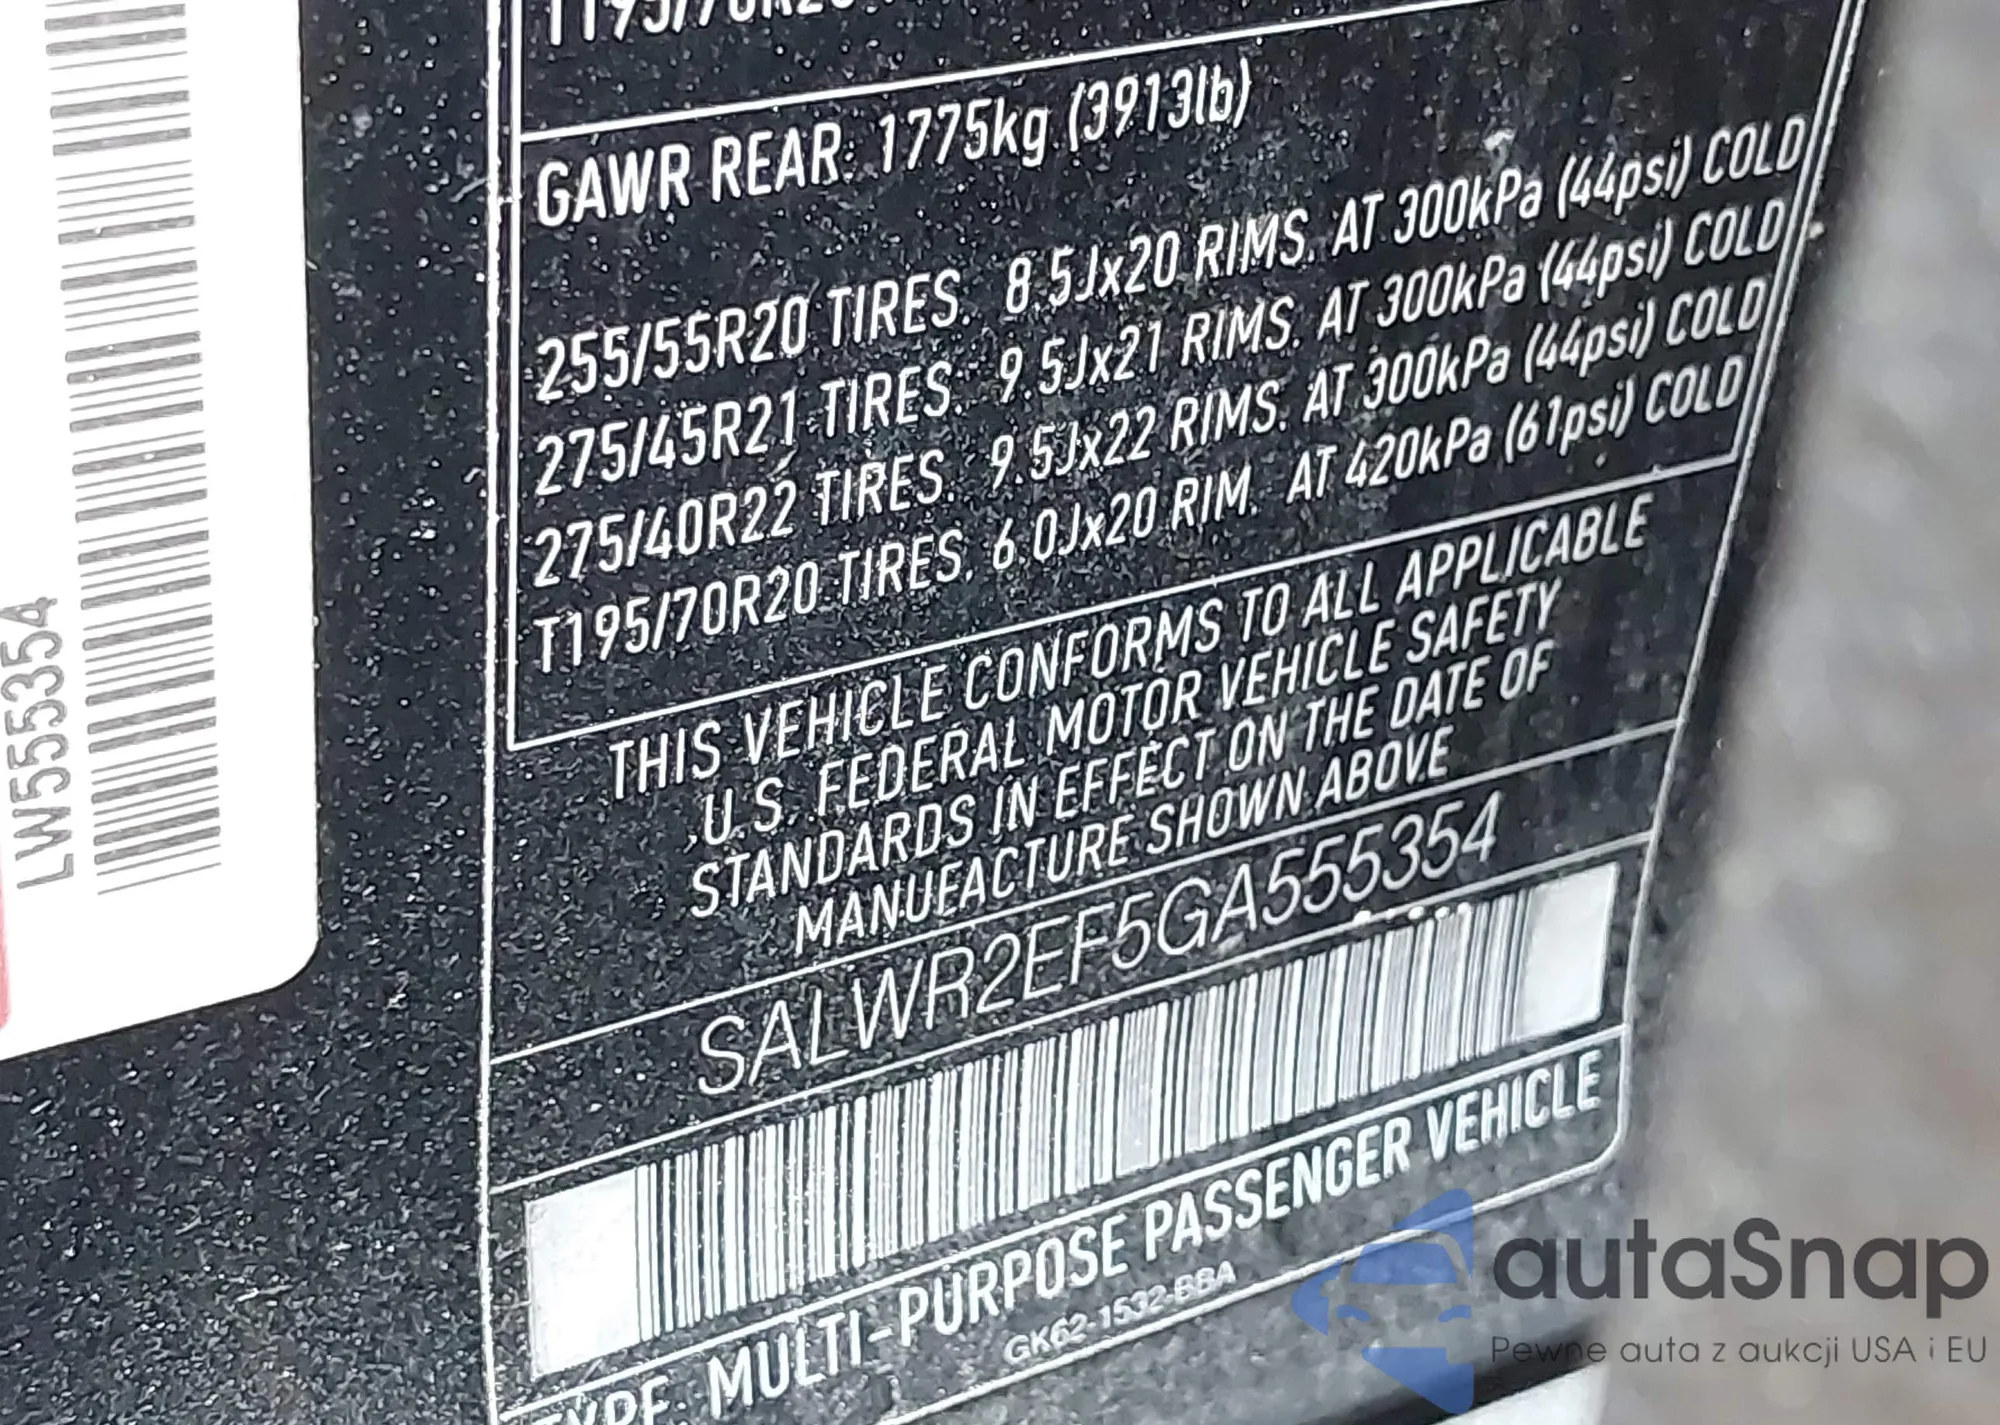 T195/70R20
GAWR REAR: 1775kg (3913lb)
255/55R20 TIRES. 8.5Jx20 RIMS. AT 300kPa (44psi) COLD
275/45R21 TIRES. 9.5Jx21 RIMS. AT 300kPa (44psi) COLD
275/40R22 TIRES. 9.5Jx22 RIMS. AT 300kPa (44psi) COLD
T195/70R20 TIRES. 6.0Jx20 RIM. AT 420kPa (61psi) COLD
THIS VEHICLE CONFORMS TO ALL APPLICABLE
U.S. FEDERAL MOTOR VEHICLE SAFETY
STANDARDS IN EFFECT ON THE DATE OF
MANUFACTURE SHOWN ABOVE
SALWR2EF5GA555354
TYPE: MULTI-PURPOSE PASSENGER VEHICLE
GK62-1532-BBA
LW555354
autaSnap
Pewne auta z aukcji USA i EU